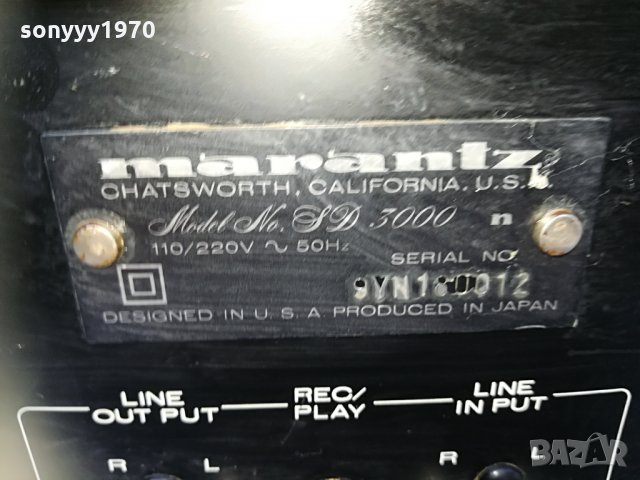 sonyyy1970
marantz
CHATSWORTH, CALIFORNIA, U.S.A.
Model No. SD 3000 n
110/220V ~ 50Hz
SERIAL NO
DESIGNED IN U.S.A PRODUCED IN JAPAN
LINE OUT PUT
REC/ PLAY
LINE IN PUT
R L R L
BAZAR